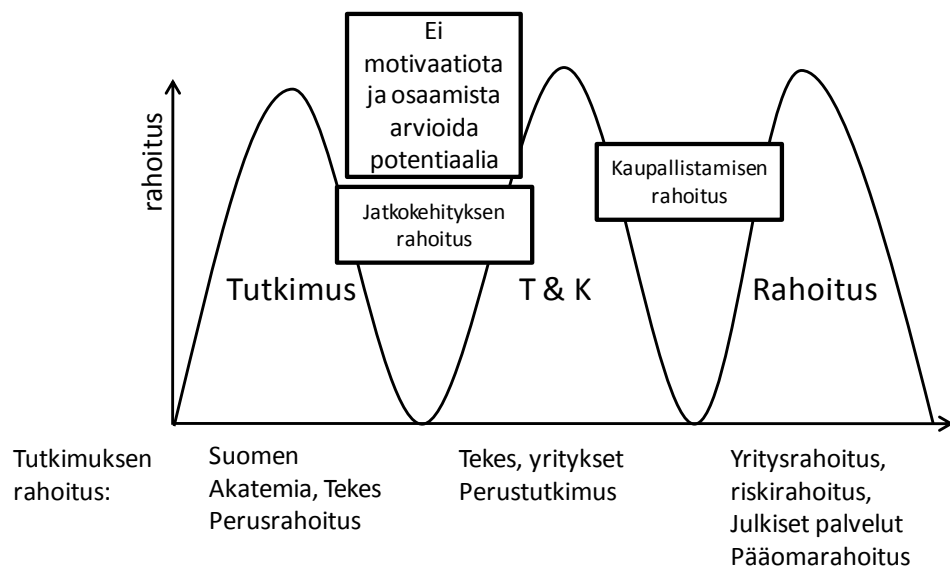 Ei
motivaatiota
ja osaamista
arvioida
potentiaalia
rahoitus
Jatkokehityksen
rahoitus
Kaupallistamisen
rahoitus
Tutkimus
T & K
Rahoitus
Tutkimuksen
rahoitus:
Suomen
Akatemia, Tekes
Perusrahoitus
Tekes, yritykset
Perustutkimus
Yritysrahoitus,
riskirahoitus,
Julkiset palvelut
Pääomarahoitus